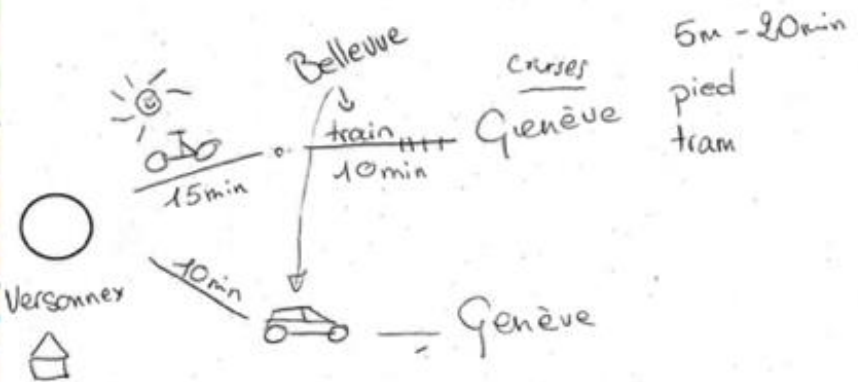 5m - 20min
Bellevue
courses
pied
train
Genève
tram
15min
10min
10min
Versonnex
Genève